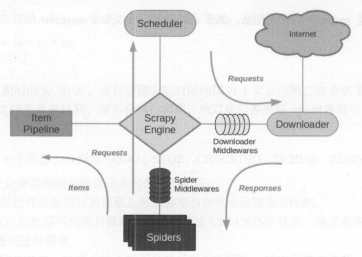 Scheduler
Internet
Requests
Item
Pipeline
Scrapy
Engine
Downloader
Downloader
Middlewares
Requests
Spider
Middlewares
Items
Responses
Spiders